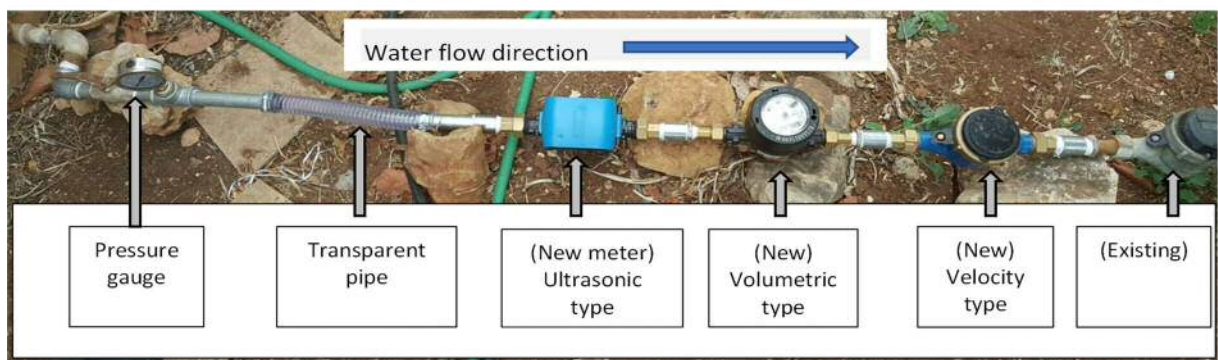 Water flow direction
Pressure
gauge
Transparent
pipe
(New meter)
Ultrasonic
type
(New)
Volumetric
type
(New)
Velocity
type
(Existing)